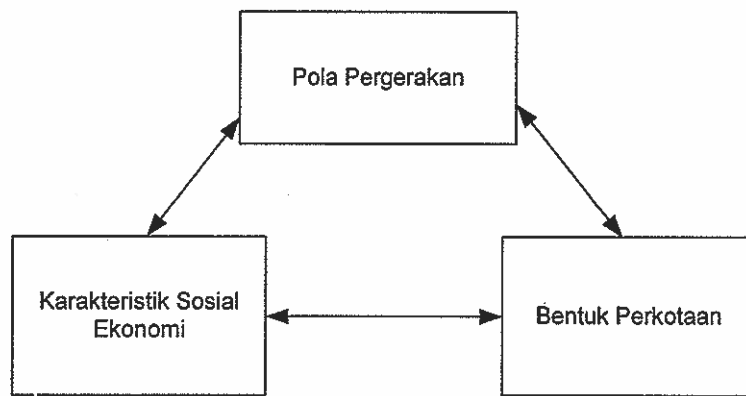 Pola Pergerakan
Karakteristik Sosial
Ekonomi
Bentuk Perkotaan